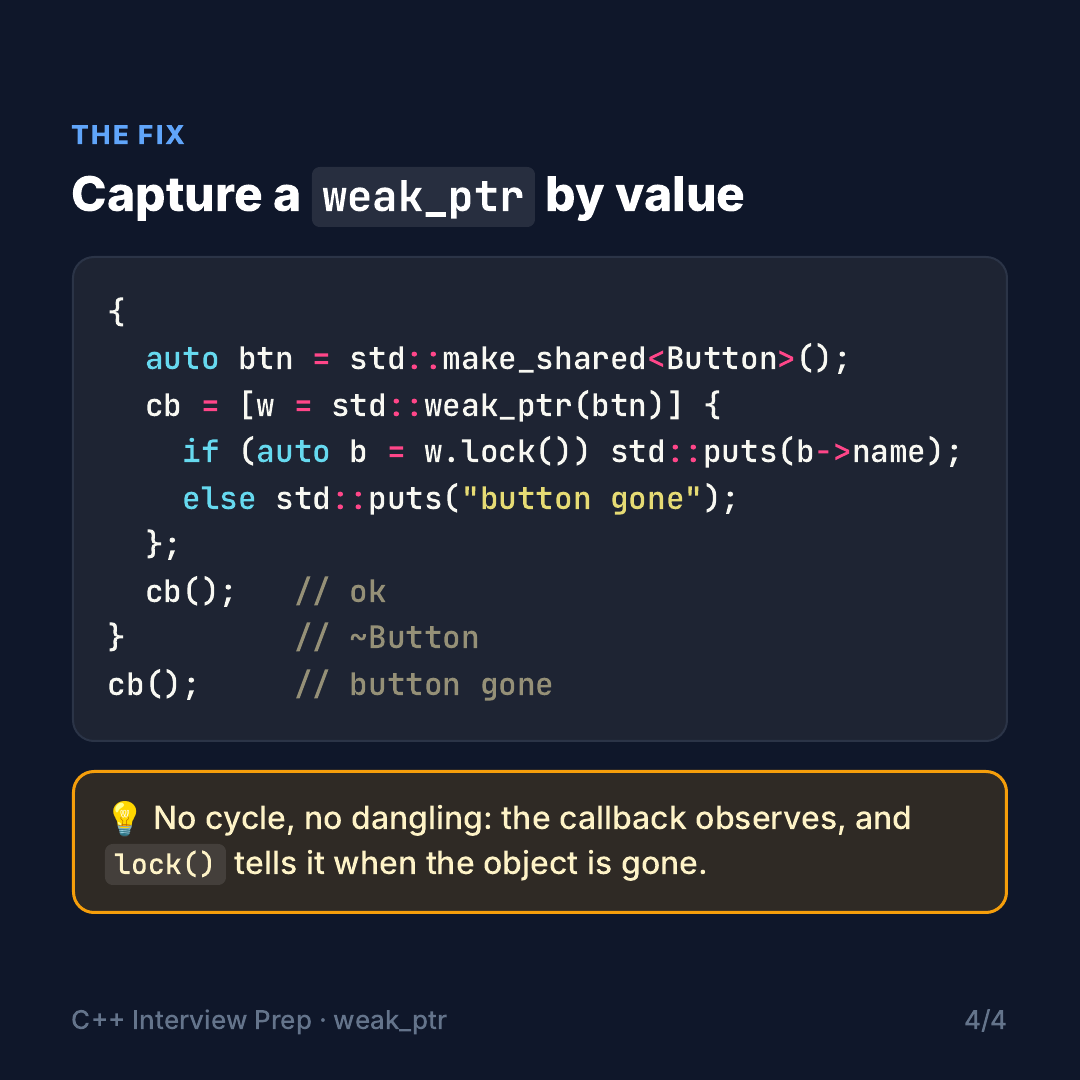 THE FIX
Capture a weak_ptr by value
{
  auto btn = std::make_shared<Button>();
  cb = [w = std::weak_ptr(btn)] {
    if (auto b = w.lock()) std::puts(b->name);
    else std::puts("button gone");
  };
  cb();   // ok
}         // ~Button
cb();     // button gone
💡 No cycle, no dangling: the callback observes, and
lock() tells it when the object is gone.
C++ Interview Prep · weak_ptr
4/4